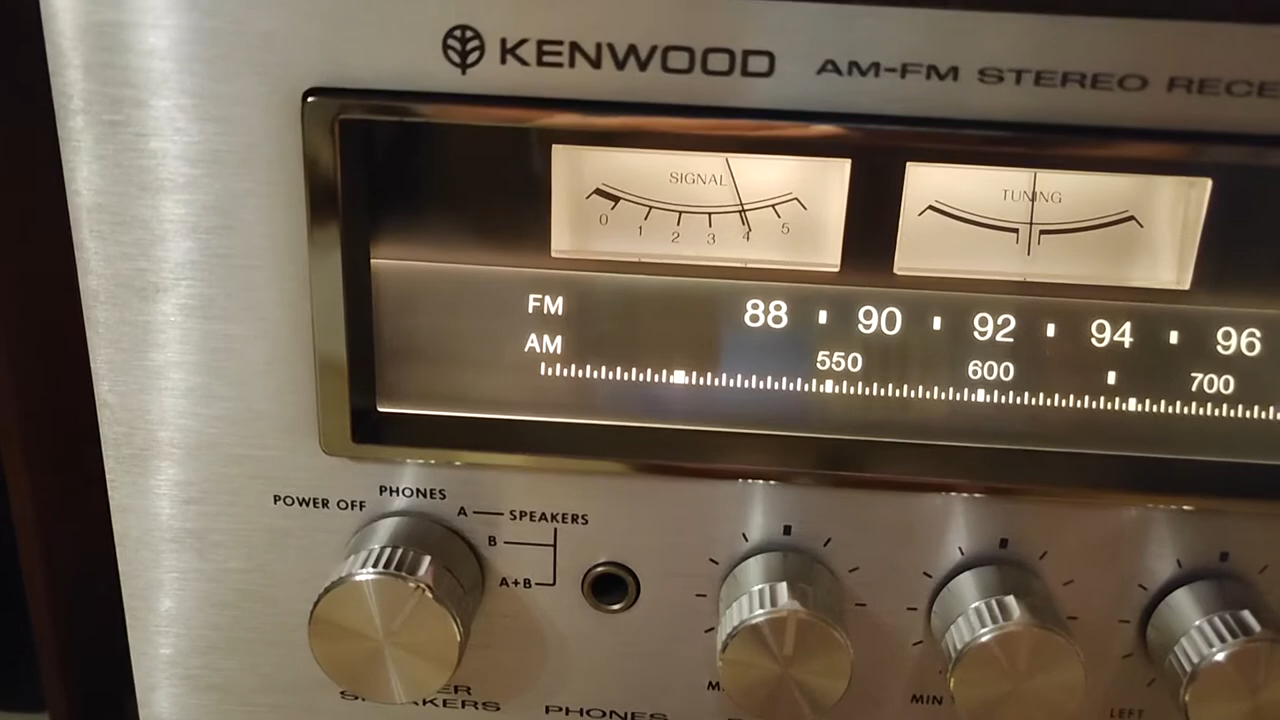 KENWOOD AM-FM STEREO RECE
SIGNAL
0 1 2 3 4 5
TUNING
FM 88 90 92 94 96
AM 550 600 700
POWER OFF
PHONES
A SPEAKERS
B
A+B
MIN
LEFT
PHONES